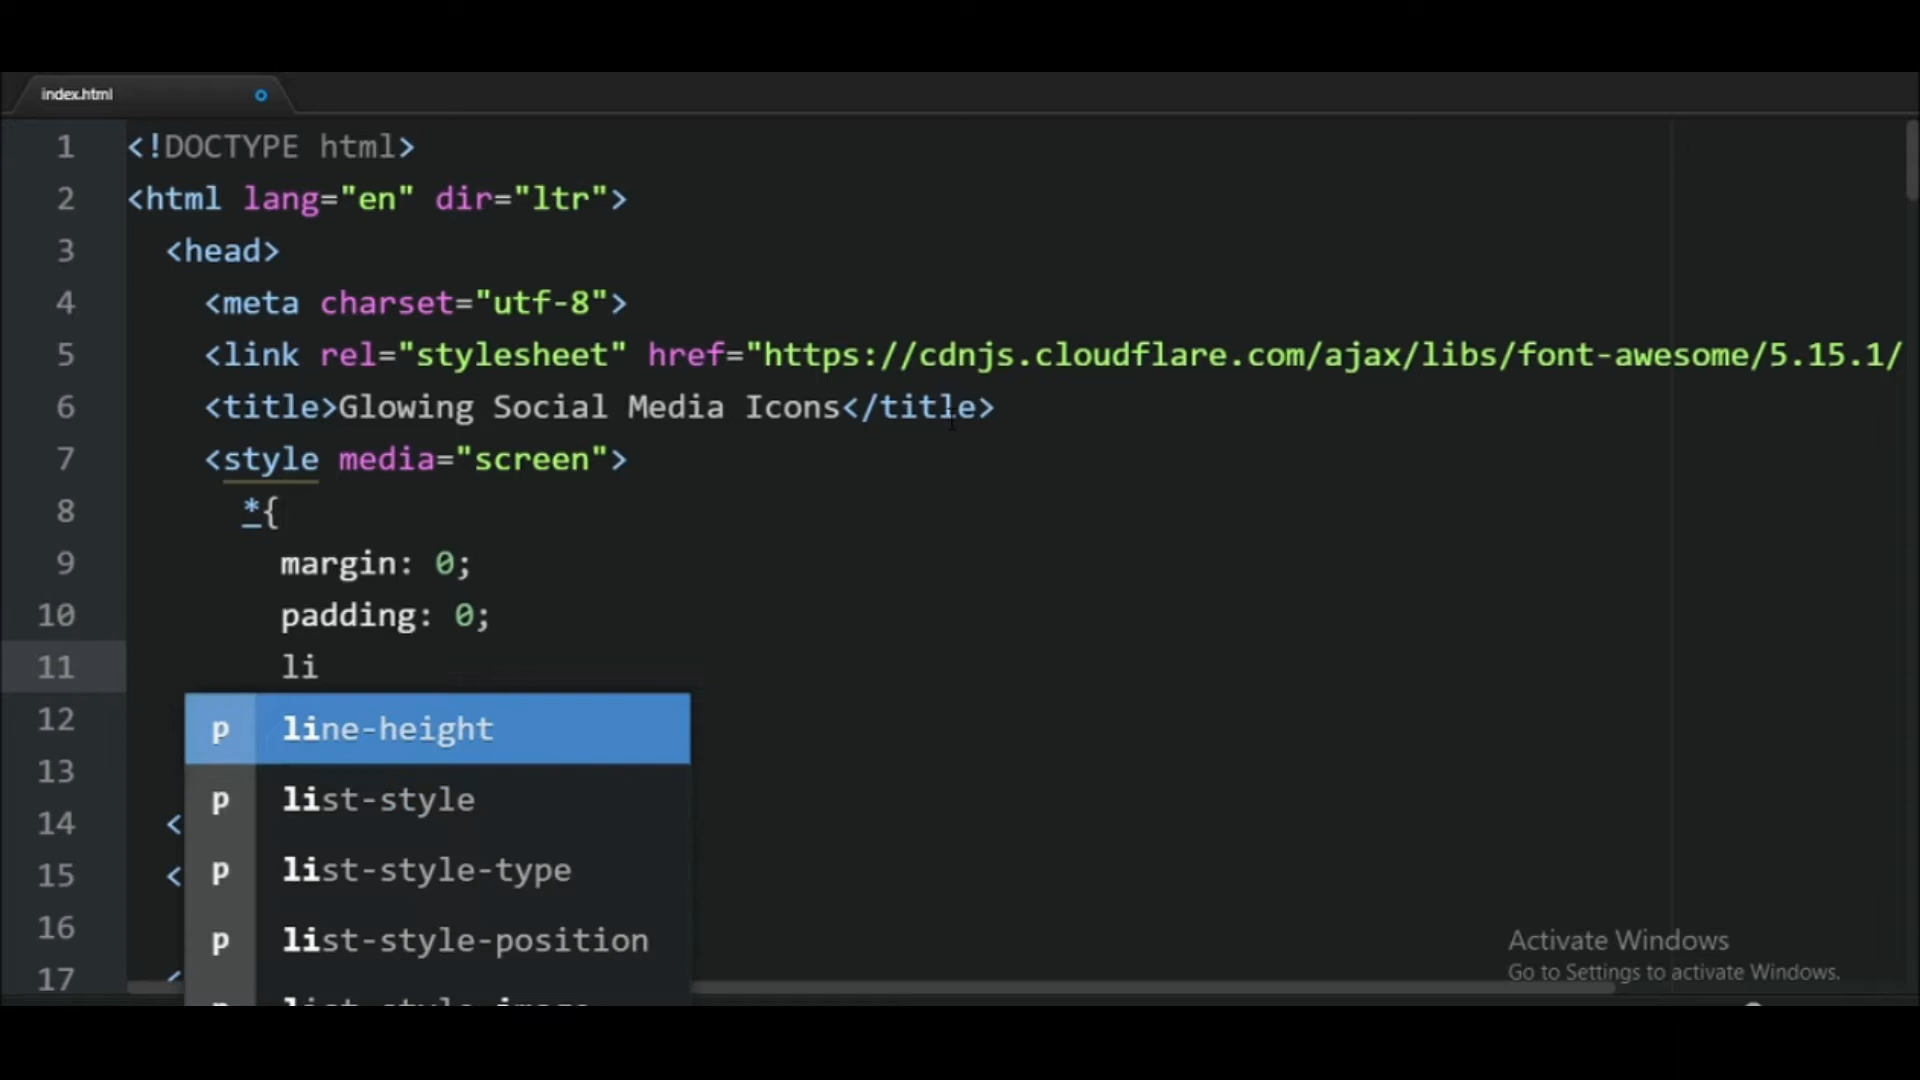 index.html
1 <!DOCTYPE html>
2 <html lang="en" dir="ltr">
3 <head>
4 <meta charset="utf-8">
5 <link rel="stylesheet" href="https://cdnjs.cloudflare.com/ajax/libs/font-awesome/5.15.1/
6 <title>Glowing Social Media Icons</title>
7 <style media="screen">
8 *{
9 margin: 0;
10 padding: 0;
11 li
12 p line-height
13 p list-style
14 <
p list-style-type
15 <
16 p list-style-position
17 <
p list-style-image
Activate Windows
Go to Settings to activate Windows.